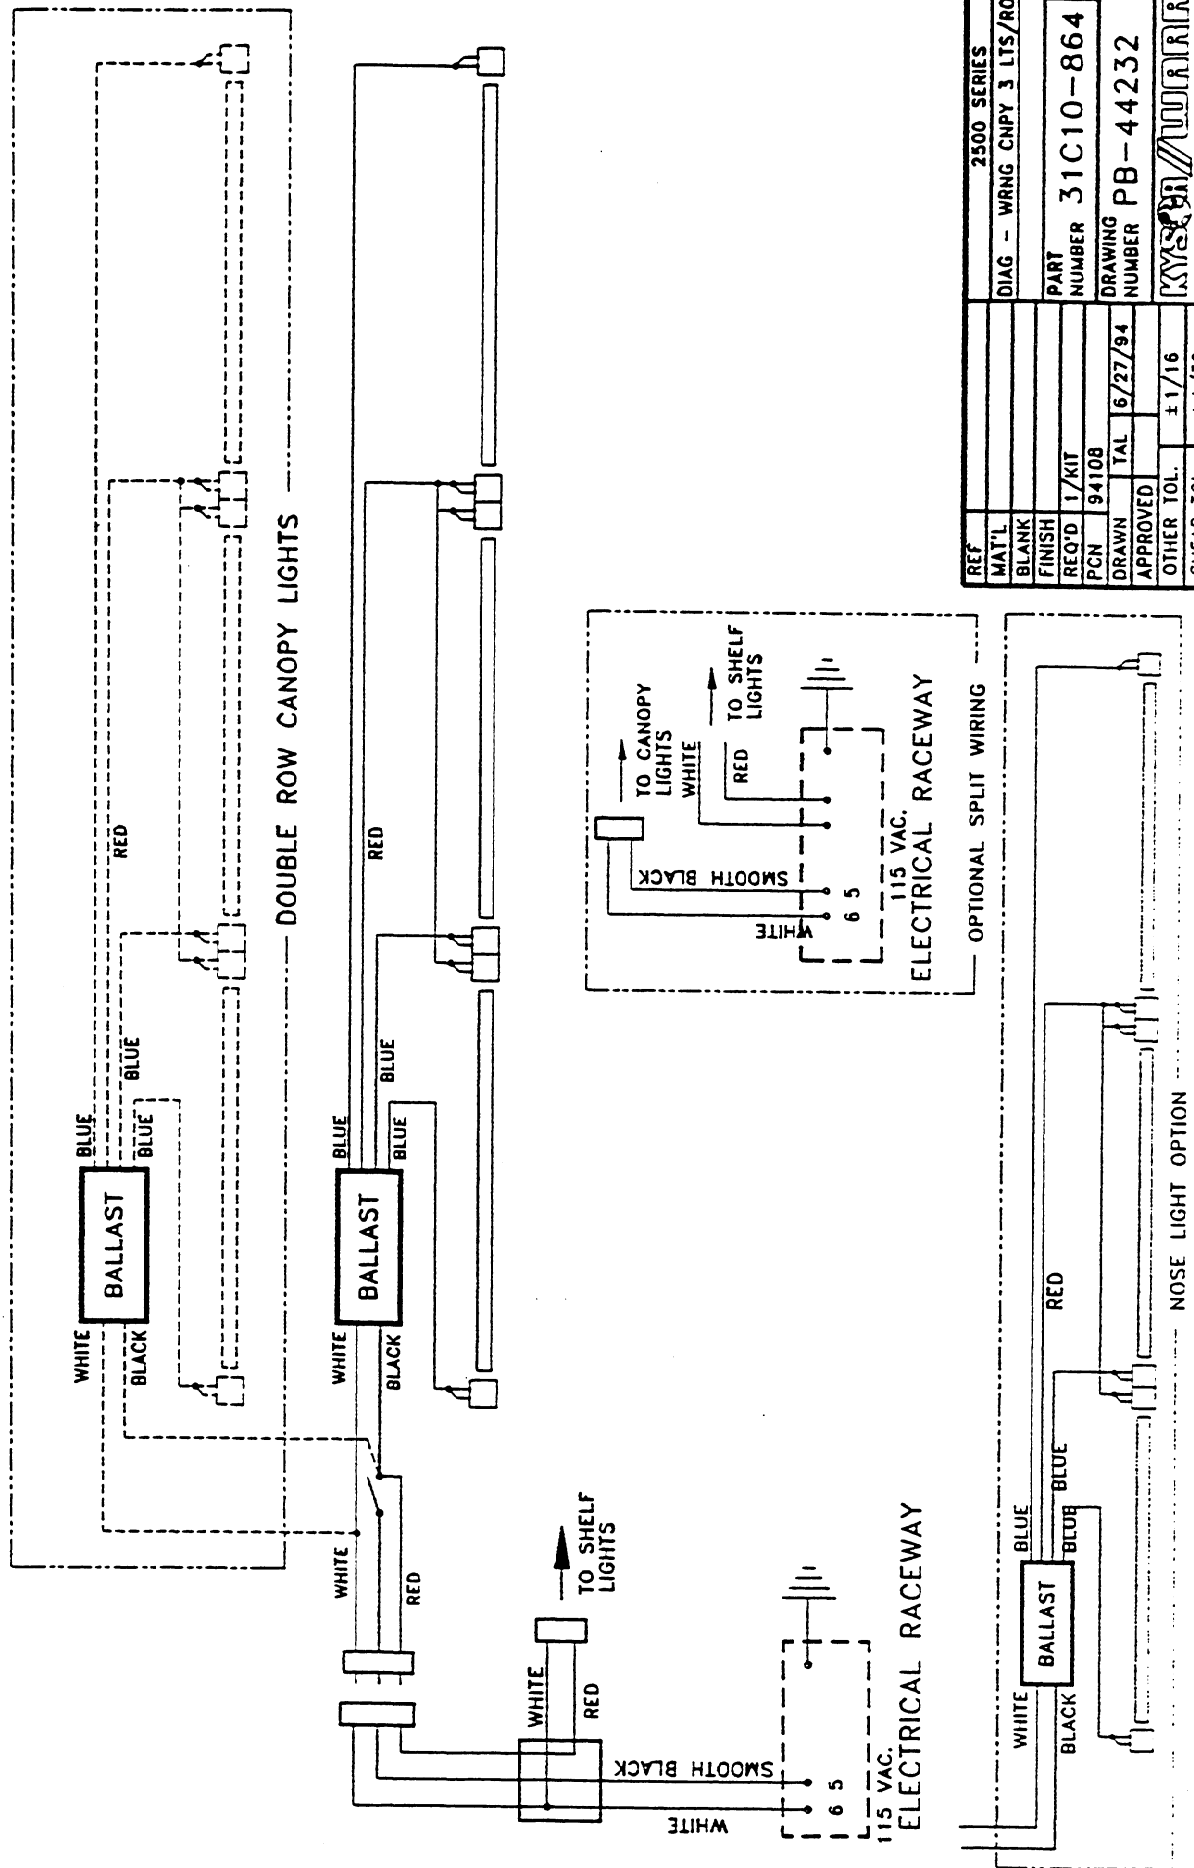 BLUE
RED
BLUE
BLUE
BALLAST
WHITE
BLACK
DOUBLE ROW CANOPY LIGHTS
BLUE
RED
BLUE
BLUE
BALLAST
WHITE
BLACK
WHITE
RED
TO SHELF
LIGHTS
WHITE
RED
SMOOTH BLACK
WHITE
6 5
115 VAC.
ELECTRICAL RACEWAY
TO CANOPY
LIGHTS
WHITE
RED
TO SHELF
LIGHTS
SMOOTH BLACK
WHITE
6 5
115 VAC.
ELECTRICAL RACEWAY
OPTIONAL SPLIT WIRING
BLUE
RED
BLUE
BLUE
BALLAST
WHITE
BLACK
NOSE LIGHT OPTION
REF
2500 SERIES
MAT'L
DIAG - WRNG CNPY 3 LTS/RO
BLANK
FINISH
PART
NUMBER 31C10-864
REQ'D 1/KIT
PCN 94108
DRAWING
NUMBER PB-44232
DRAWN TAL 6/27/94
APPROVED
OTHER TOL. ±1/16